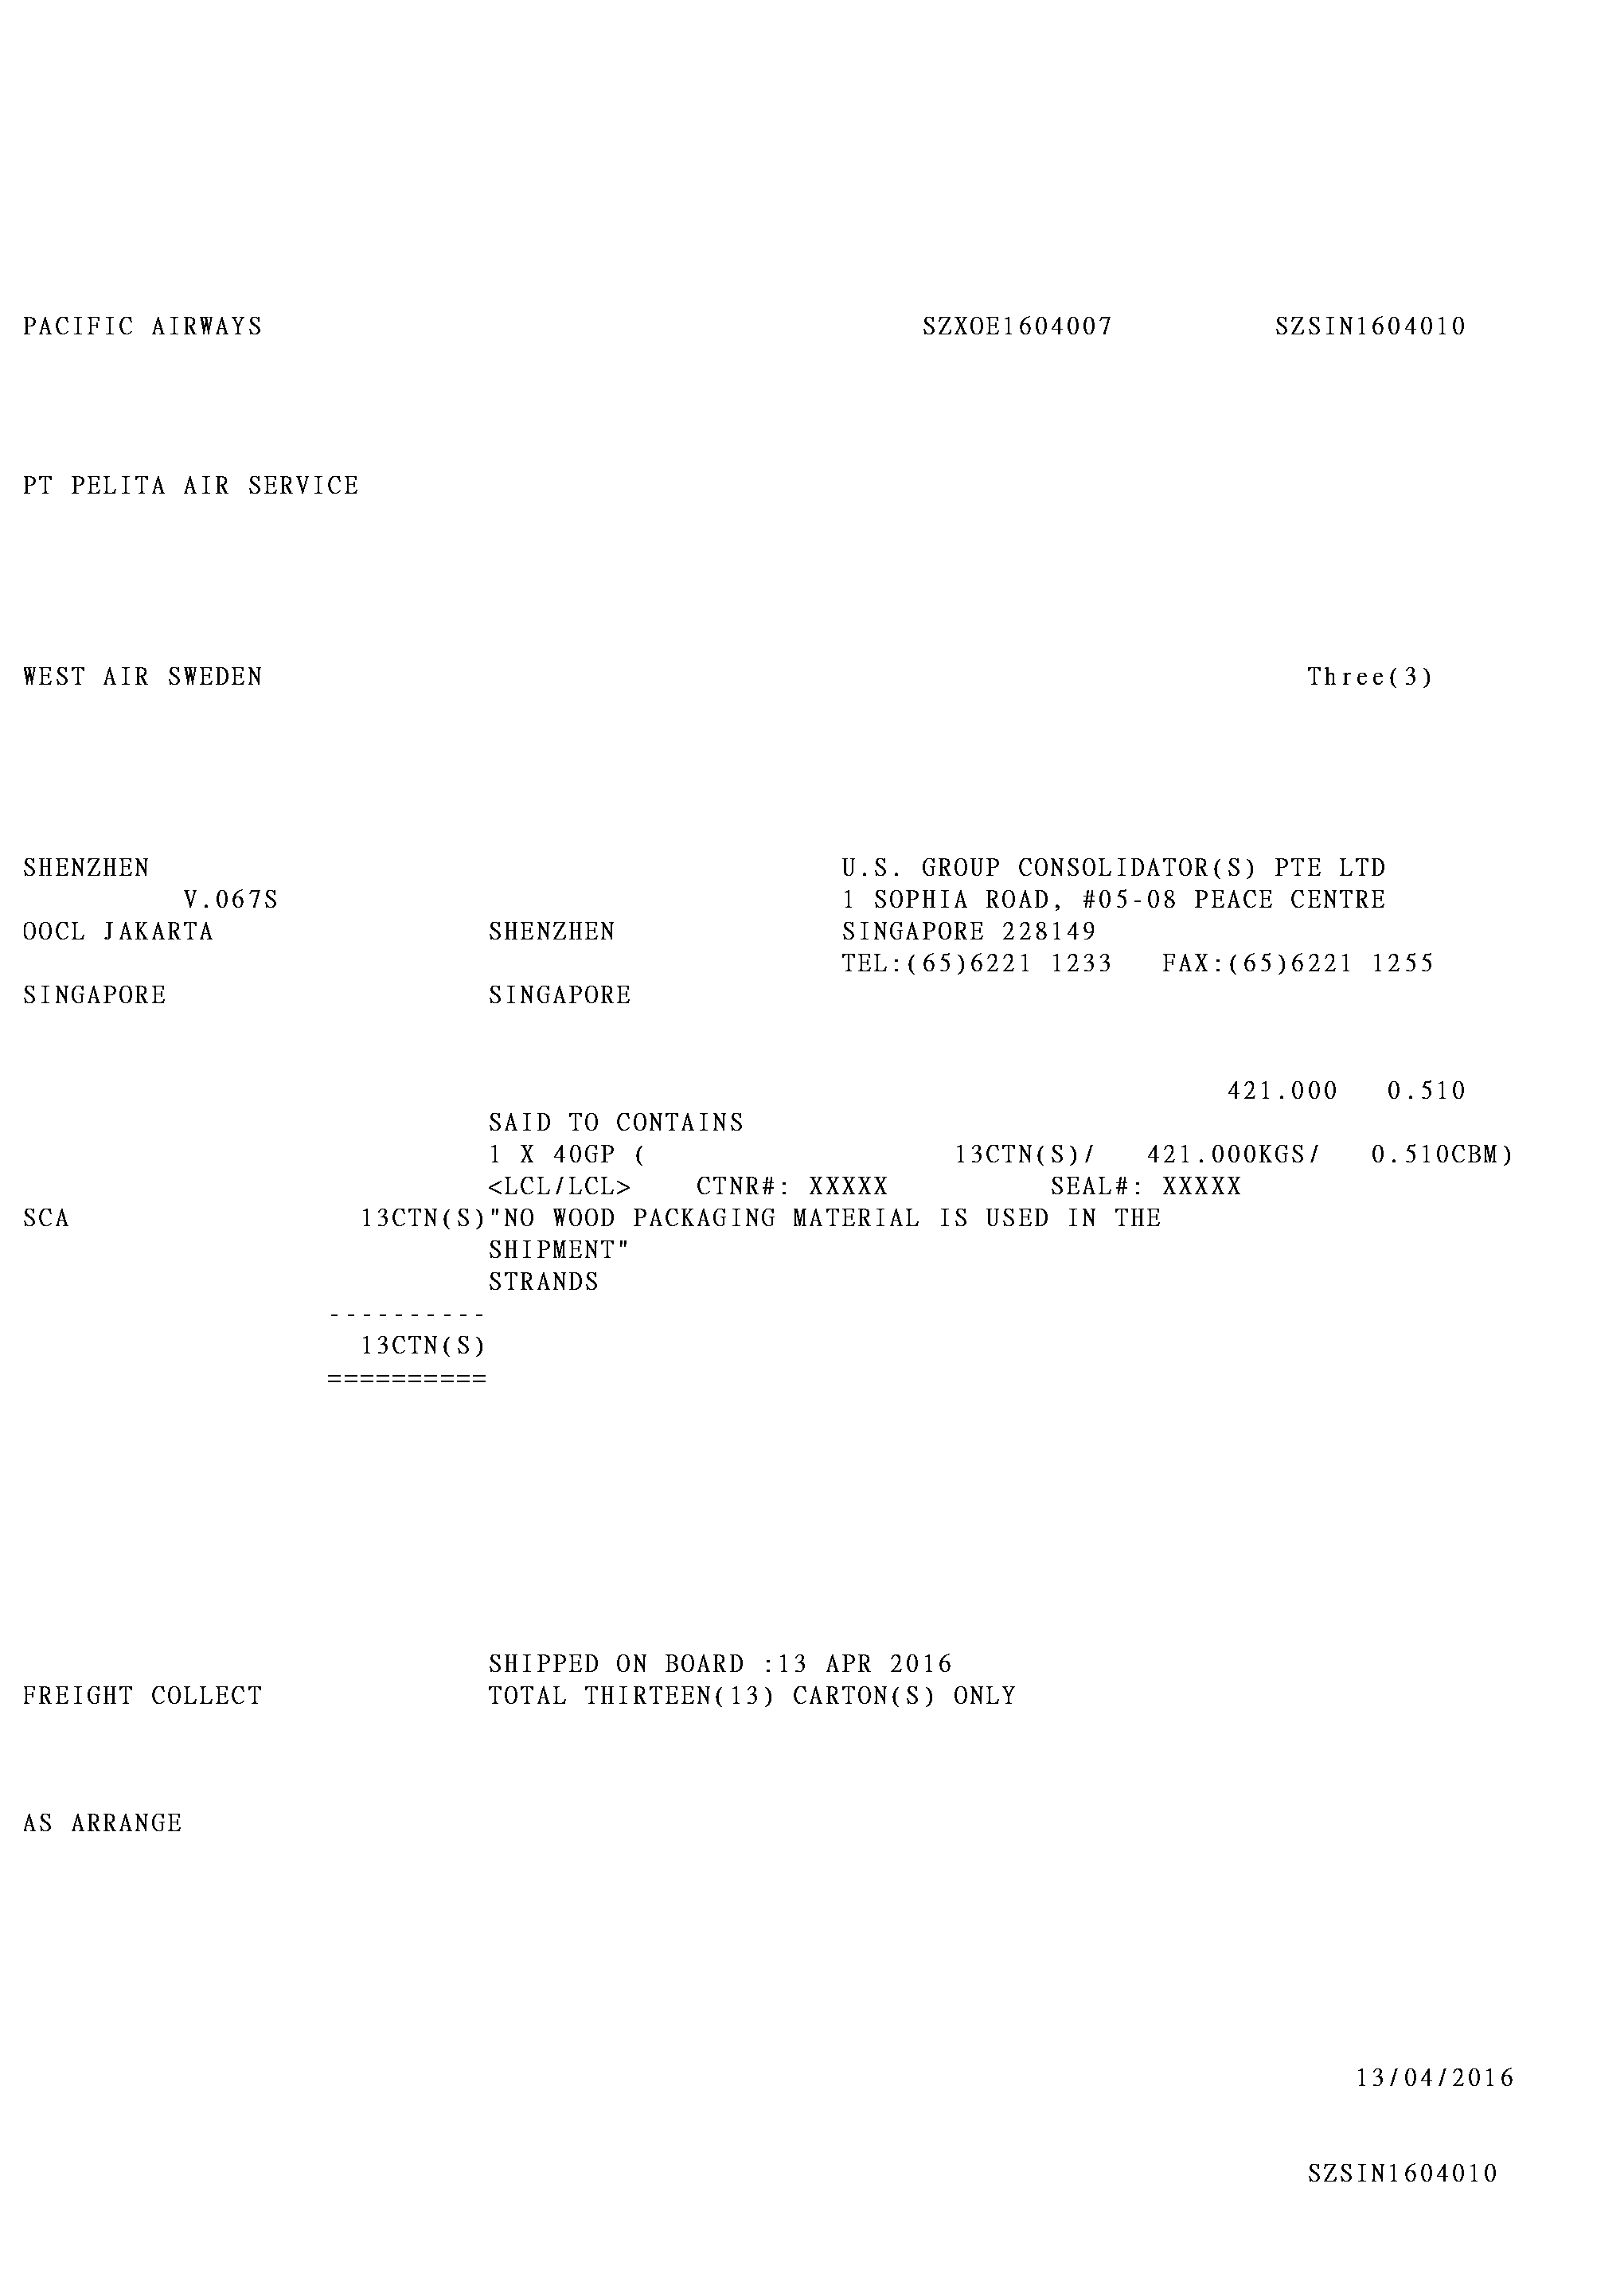 PACIFIC AIRWAYS SZXOE1604007 SZSIN1604010
PT PELITA AIR SERVICE
WEST AIR SWEDEN Three(3)
SHENZHEN U.S. GROUP CONSOLIDATOR(S) PTE LTD
V.067S 1 SOPHIA ROAD, #05-08 PEACE CENTRE
OOCL JAKARTA SHENZHEN SINGAPORE 228149
TEL:(65)6221 1233 FAX:(65)6221 1255
SINGAPORE SINGAPORE
421.000 0.510
SAID TO CONTAINS
1 X 40GP ( 13CTN(S)/ 421.000KGS/ 0.510CBM)
<LCL/LCL> CTNR#: XXXXX SEAL#: XXXXX
SCA 13CTN(S)"NO WOOD PACKAGING MATERIAL IS USED IN THE
SHIPMENT"
STRANDS
----------
13CTN(S)
==========
SHIPPED ON BOARD :13 APR 2016
FREIGHT COLLECT TOTAL THIRTEEN(13) CARTON(S) ONLY
AS ARRANGE
13/04/2016
SZSIN1604010